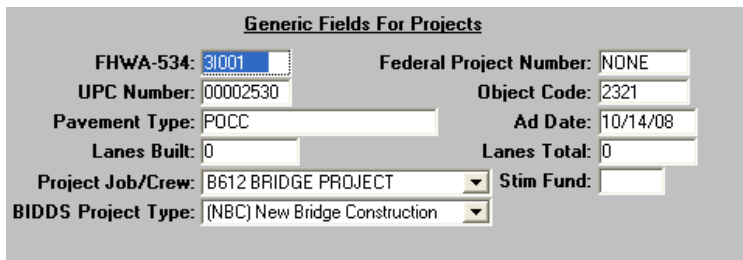 Generic Fields For Projects
FHWA-534: 3I001 Federal Project Number: NONE
UPC Number: 00002530 Object Code: 2321
Pavement Type: POCC Ad Date: 10/14/08
Lanes Built: 0 Lanes Total: 0
Project Job/Crew: B612 BRIDGE PROJECT Stim Fund:
BIDDS Project Type: (NBC) New Bridge Construction